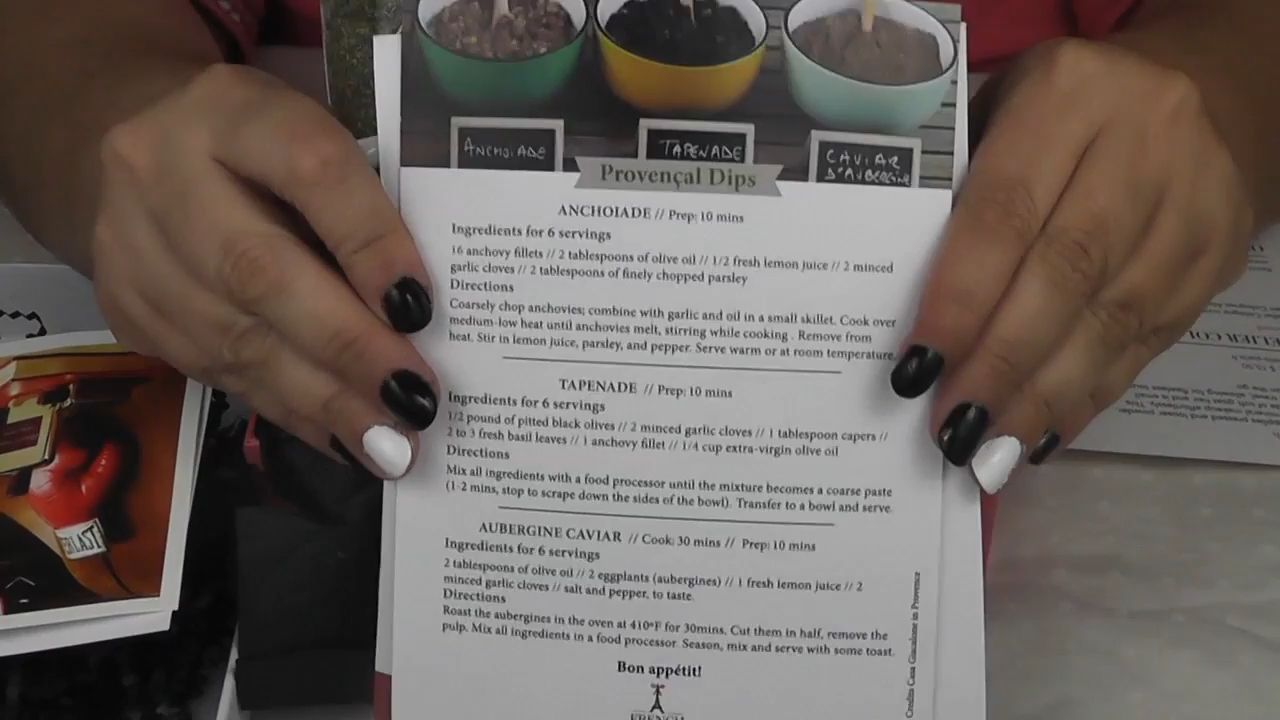 ANCHOiADE
TAPENADE
CAViAR
D'AUBERGiNE
Provençal Dips
ANCHOIADE // Prep: 10 mins
Ingredients for 6 servings
16 anchovy fillets // 2 tablespoons of olive oil // 1/2 fresh lemon juice // 2 minced
garlic cloves // 2 tablespoons of finely chopped parsley
Directions
Coarsely chop anchovies; combine with garlic and oil in a small skillet. Cook over
medium-low heat until anchovies melt, stirring while cooking . Remove from
heat. Stir in lemon juice, parsley, and pepper. Serve warm or at room temperature.
TAPENADE // Prep: 10 mins
Ingredients for 6 servings
1/2 pound of pitted black olives // 2 minced garlic cloves // 1 tablespoon capers //
2 to 3 fresh basil leaves // 1 anchovy fillet // 1/4 cup extra-virgin olive oil
Directions
Mix all ingredients with a food processor until the mixture becomes a coarse paste
(1-2 mins, stop to scrape down the sides of the bowl). Transfer to a bowl and serve.
AUBERGINE CAVIAR // Cook: 30 mins // Prep: 10 mins
Ingredients for 6 servings
2 tablespoons of olive oil // 2 eggplants (aubergines) // 1 fresh lemon juice // 2
minced garlic cloves // salt and pepper, to taste.
Directions
Roast the aubergines in the oven at 410°F for 30mins. Cut them in half, remove the
pulp. Mix all ingredients in a food processor. Season, mix and serve with some toast.
Bon appétit!
FRENCH
Credits Casa Giacalone in Provence
ERLAST